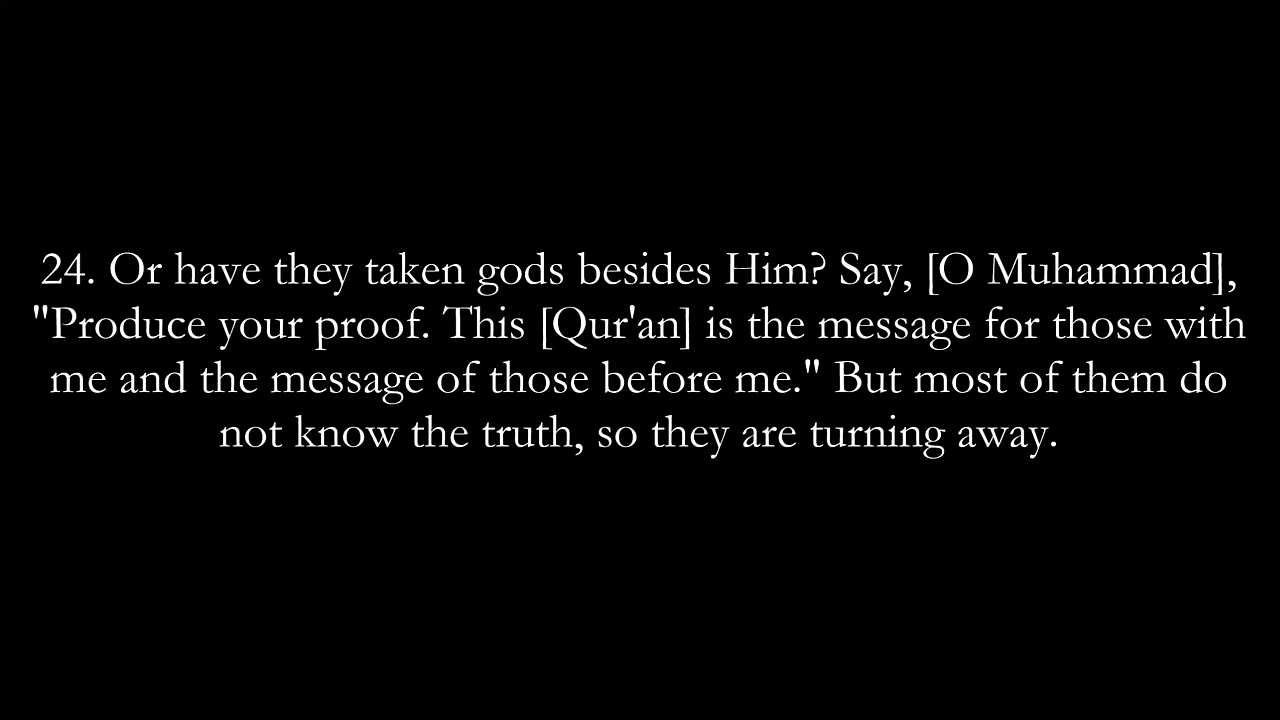 24. Or have they taken gods besides Him? Say, [O Muhammad],
"Produce your proof. This [Qur'an] is the message for those with
me and the message of those before me." But most of them do
not know the truth, so they are turning away.